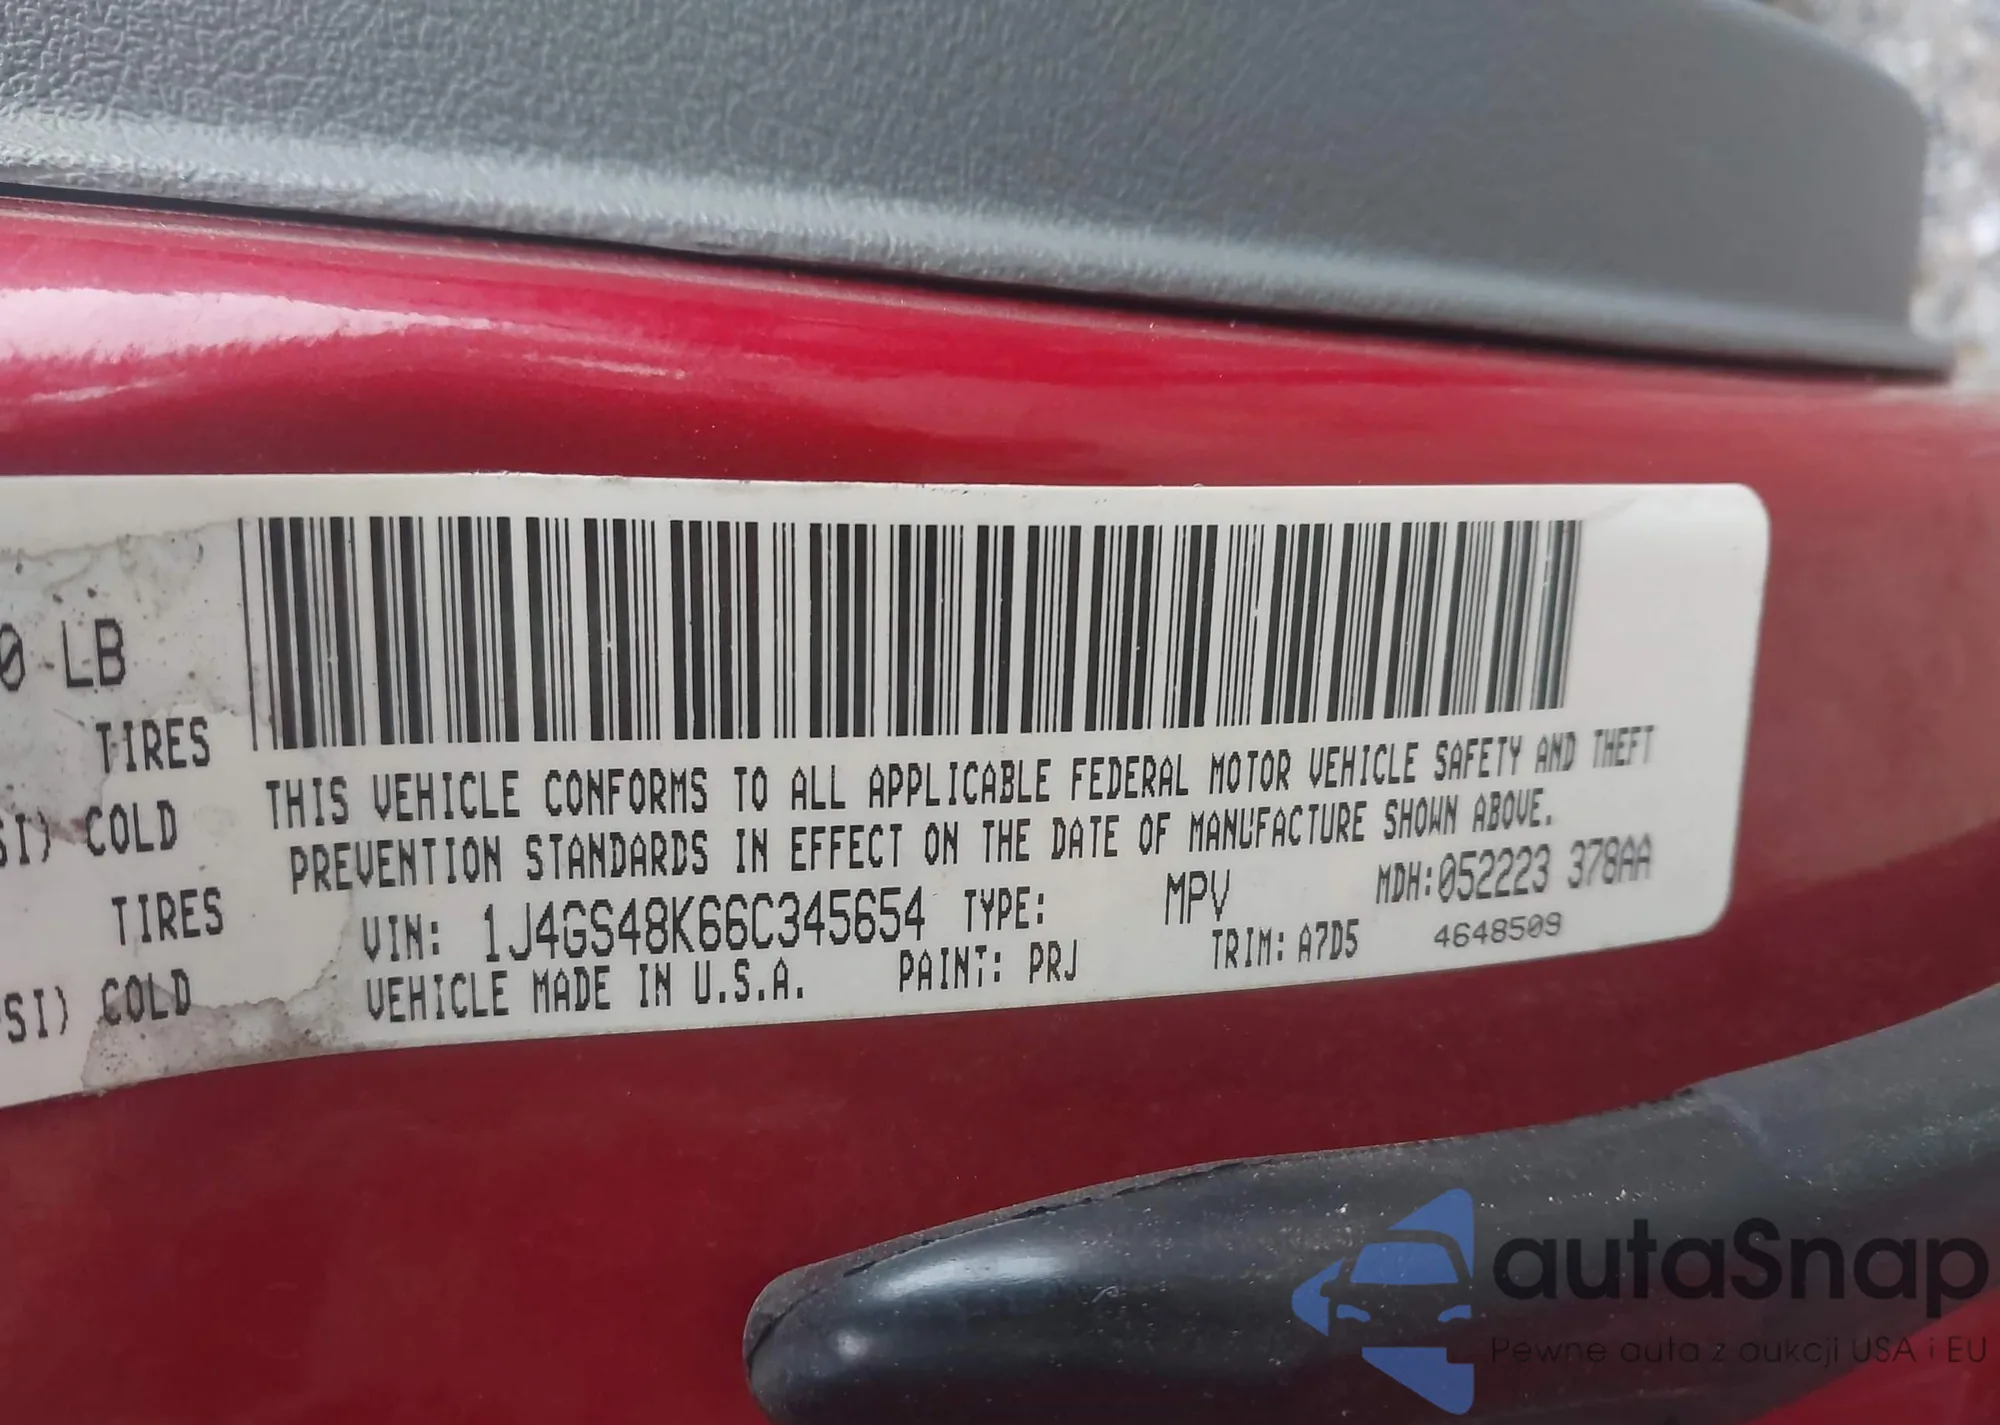 0 LB
TIRES
SI) COLD
TIRES
PSI) COLD
THIS VEHICLE CONFORMS TO ALL APPLICABLE FEDERAL MOTOR VEHICLE SAFETY AND THEFT
PREVENTION STANDARDS IN EFFECT ON THE DATE OF MANUFACTURE SHOWN ABOVE.
VIN: 1J4GS48K66C345654 TYPE: MPV MDH:052223 378AA
VEHICLE MADE IN U.S.A. PAINT: PRJ TRIM: A7D5 4648509
autaSnap
Pewne auta z aukcji USA i EU